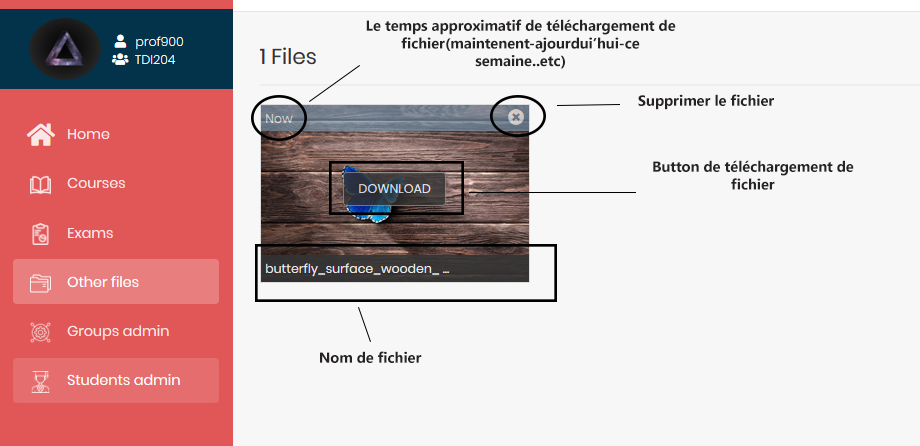 prof900
TDI204
Home
Courses
Exams
Other files
Groups admin
Students admin
1 Files
Le temps approximatif de téléchargement de
fichier(maintenent-ajourdui'hui-ce
semaine..etc)
Supprimer le fichier
Now
DOWNLOAD
Button de téléchargement de
fichier
butterfly_surface_wooden_ ...
Nom de fichier